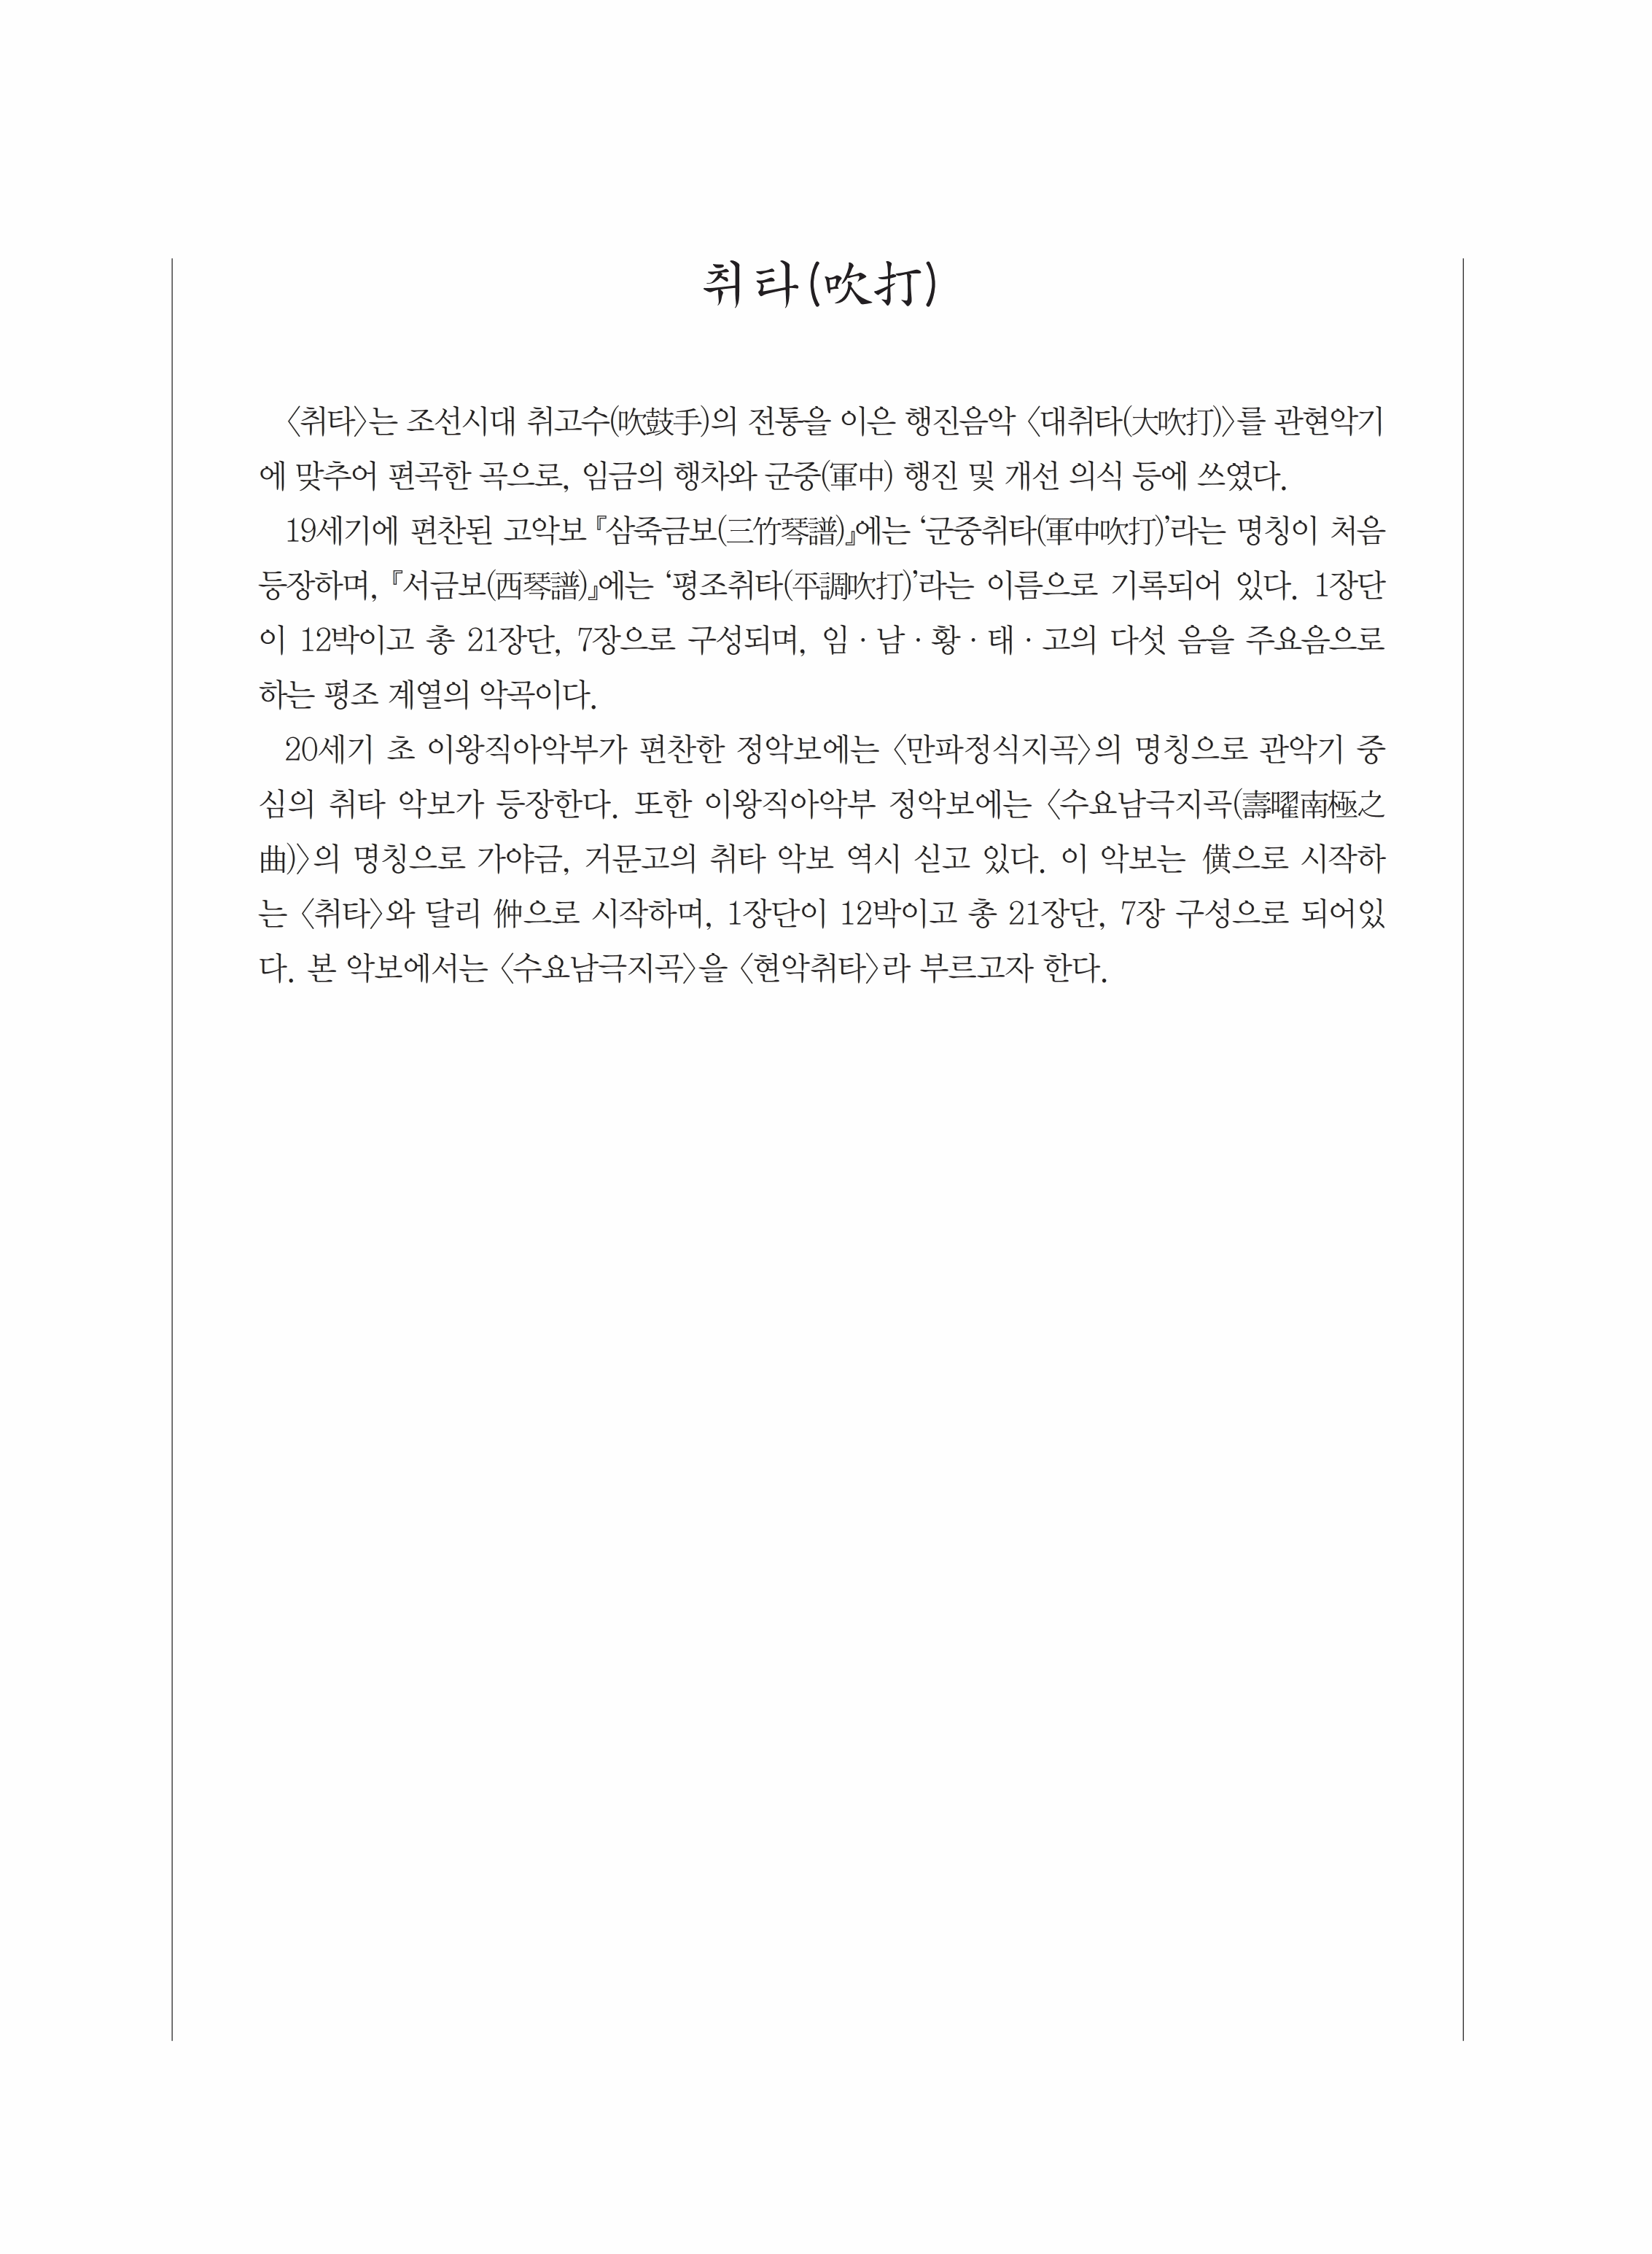 취타(吹打)
〈취타〉는 조선시대 취고수(吹鼓手)의 전통을 이은 행진음악 〈대취타(大吹打)〉를 관현악기
에 맞추어 편곡한 곡으로, 임금의 행차와 군중(軍中) 행진 및 개선 의식 등에 쓰였다.
19세기에 편찬된 고악보 『삼죽금보(三竹琴譜)』에는 ‘군중취타(軍中吹打)’라는 명칭이 처음
등장하며, 『서금보(西琴譜)』에는 ‘평조취타(平調吹打)’라는 이름으로 기록되어 있다. 1장단
이 12박이고 총 21장단, 7장으로 구성되며, 임·남·황·태·고의 다섯 음을 주요음으로
하는 평조 계열의 악곡이다.
20세기 초 이왕직아악부가 편찬한 정악보에는 〈만파정식지곡〉의 명칭으로 관악기 중
심의 취타 악보가 등장한다. 또한 이왕직아악부 정악보에는 〈수요남극지곡(壽曜南極之
曲)〉의 명칭으로 가야금, 거문고의 취타 악보 역시 싣고 있다. 이 악보는 僙으로 시작하
는 〈취타〉와 달리 㑖으로 시작하며, 1장단이 12박이고 총 21장단, 7장 구성으로 되어있
다. 본 악보에서는 〈수요남극지곡〉을 〈현악취타〉라 부르고자 한다.